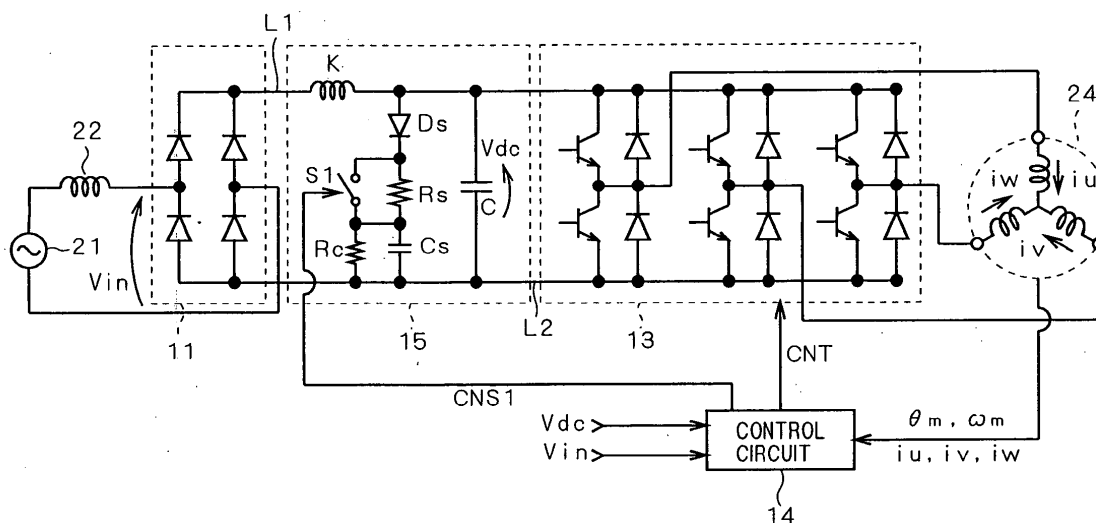 L1
K
22
Ds
Vdc
24
S1
Rs
iw
iu
C
21
Rc
Cs
iv
Vin
L2
11
15
13
CNT
CNS1
θm, ωm
Vdc
CONTROL
CIRCUIT
Vin
iu, iv, iw
14